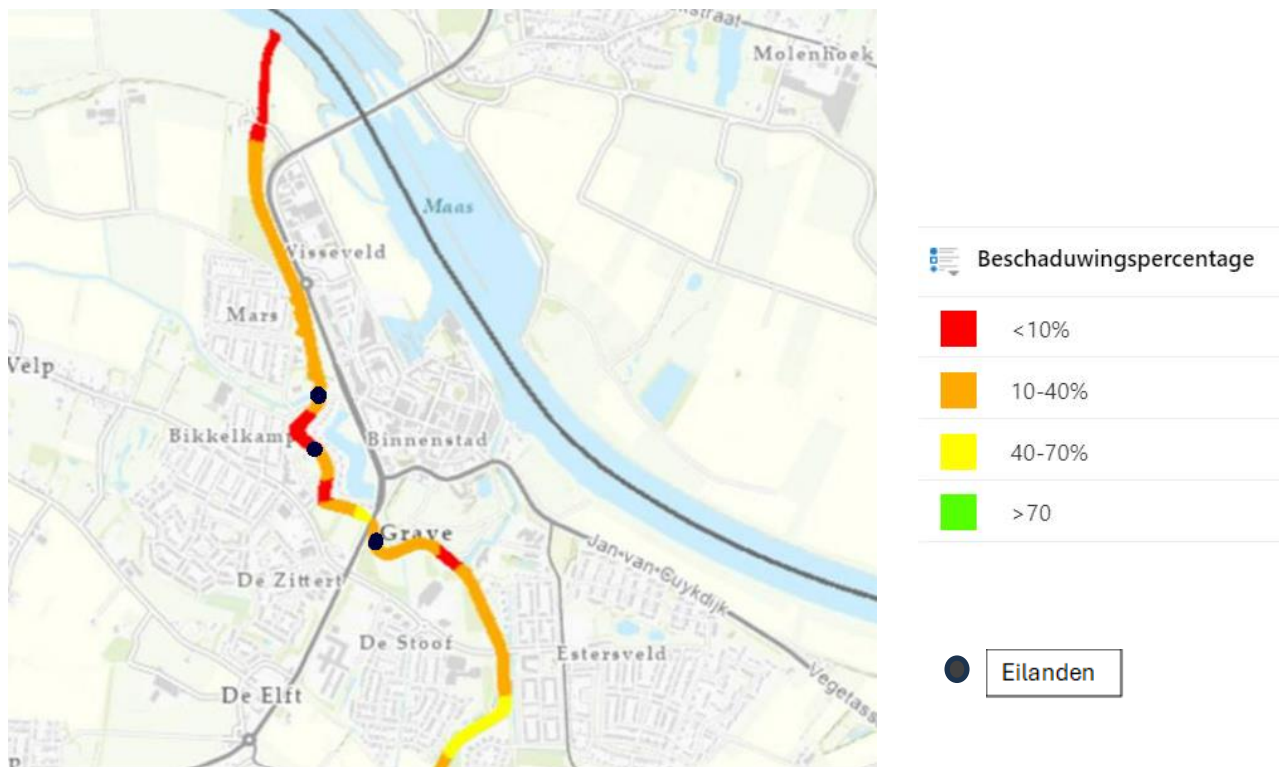 Molenhoek
Maas
Visseveld
Mars
Velp
Bikkelkamp
Binnenstad
Grave
Jan-van-Cuykdijk
De Zittert
De Stoof
Estersveld
De Elft
Beschaduwingspercentage
<10%
10-40%
40-70%
>70
Eilanden